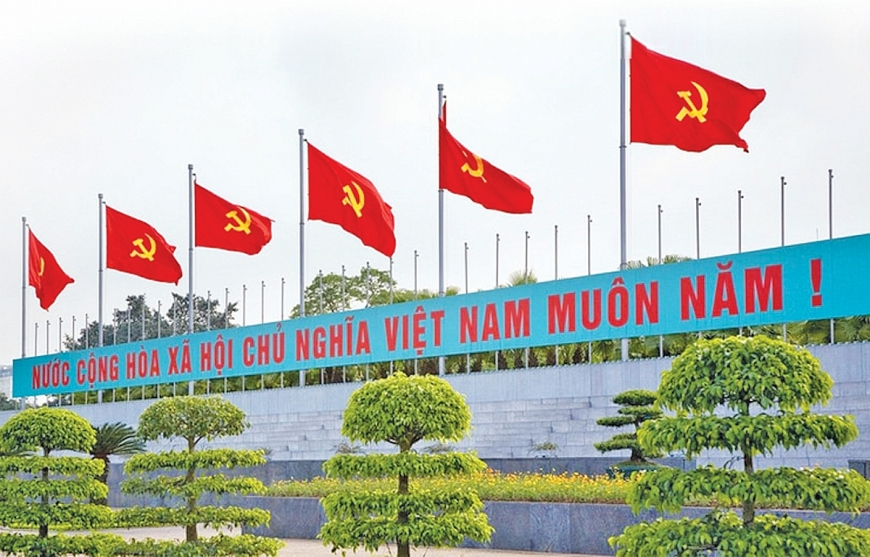 NƯỚC CỘNG HÒA XÃ HỘI CHỦ NGHĨA VIỆT NAM MUÔN NĂM !